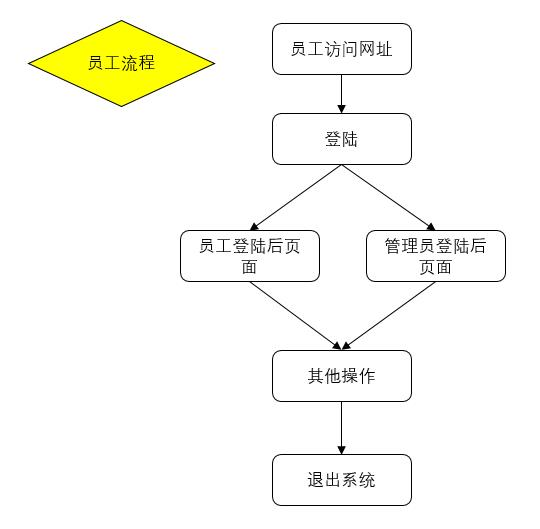 员工流程
员工访问网址
登陆
员工登陆后页
面
管理员登陆后
页面
其他操作
退出系统